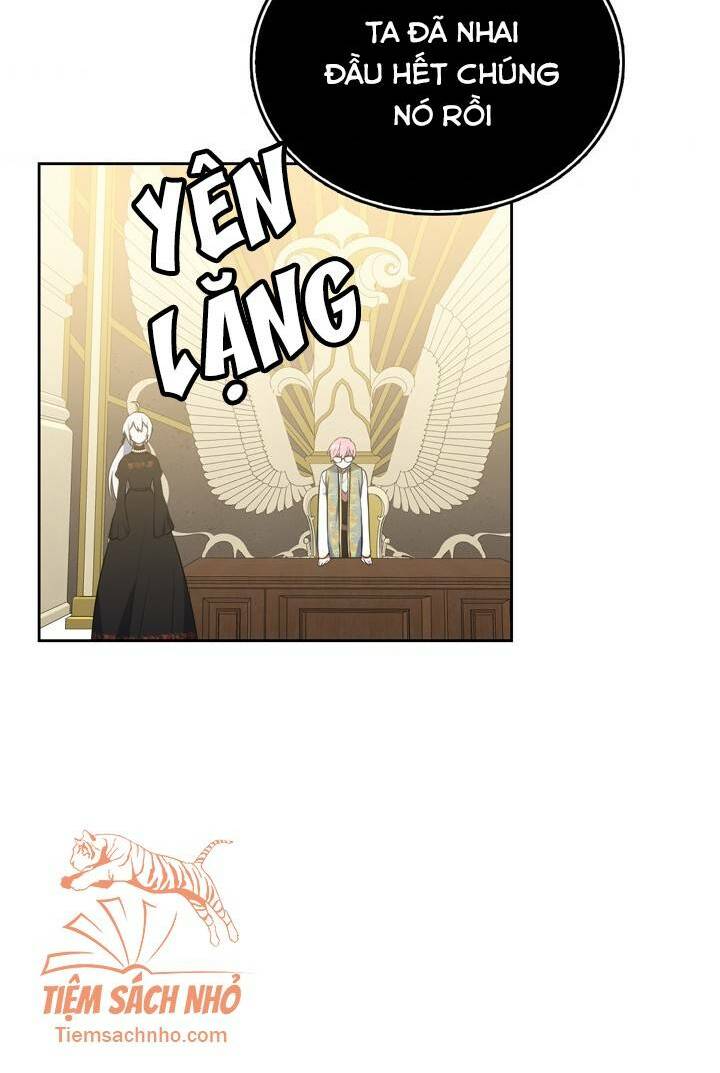 TA ĐÃ NHAI
ĐẦU HẾT CHÚNG
NÓ RỒI
YÊN
LẶNG
TIỆM SÁCH NHỎ
Tiemsachnho.com